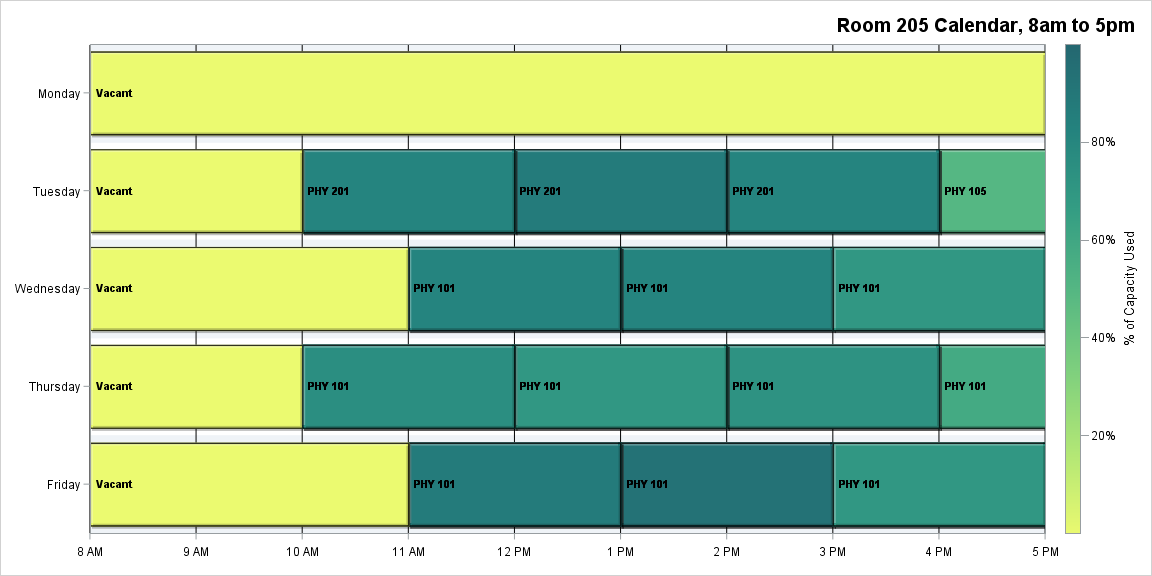 Room 205 Calendar, 8am to 5pm
Monday
Vacant
Tuesday
Vacant
PHY 201
PHY 201
PHY 201
PHY 105
Wednesday
Vacant
PHY 101
PHY 101
PHY 101
Thursday
Vacant
PHY 101
PHY 101
PHY 101
PHY 101
Friday
Vacant
PHY 101
PHY 101
PHY 101
8 AM
9 AM
10 AM
11 AM
12 PM
1 PM
2 PM
3 PM
4 PM
5 PM
80%
60%
40%
20%
% of Capacity Used